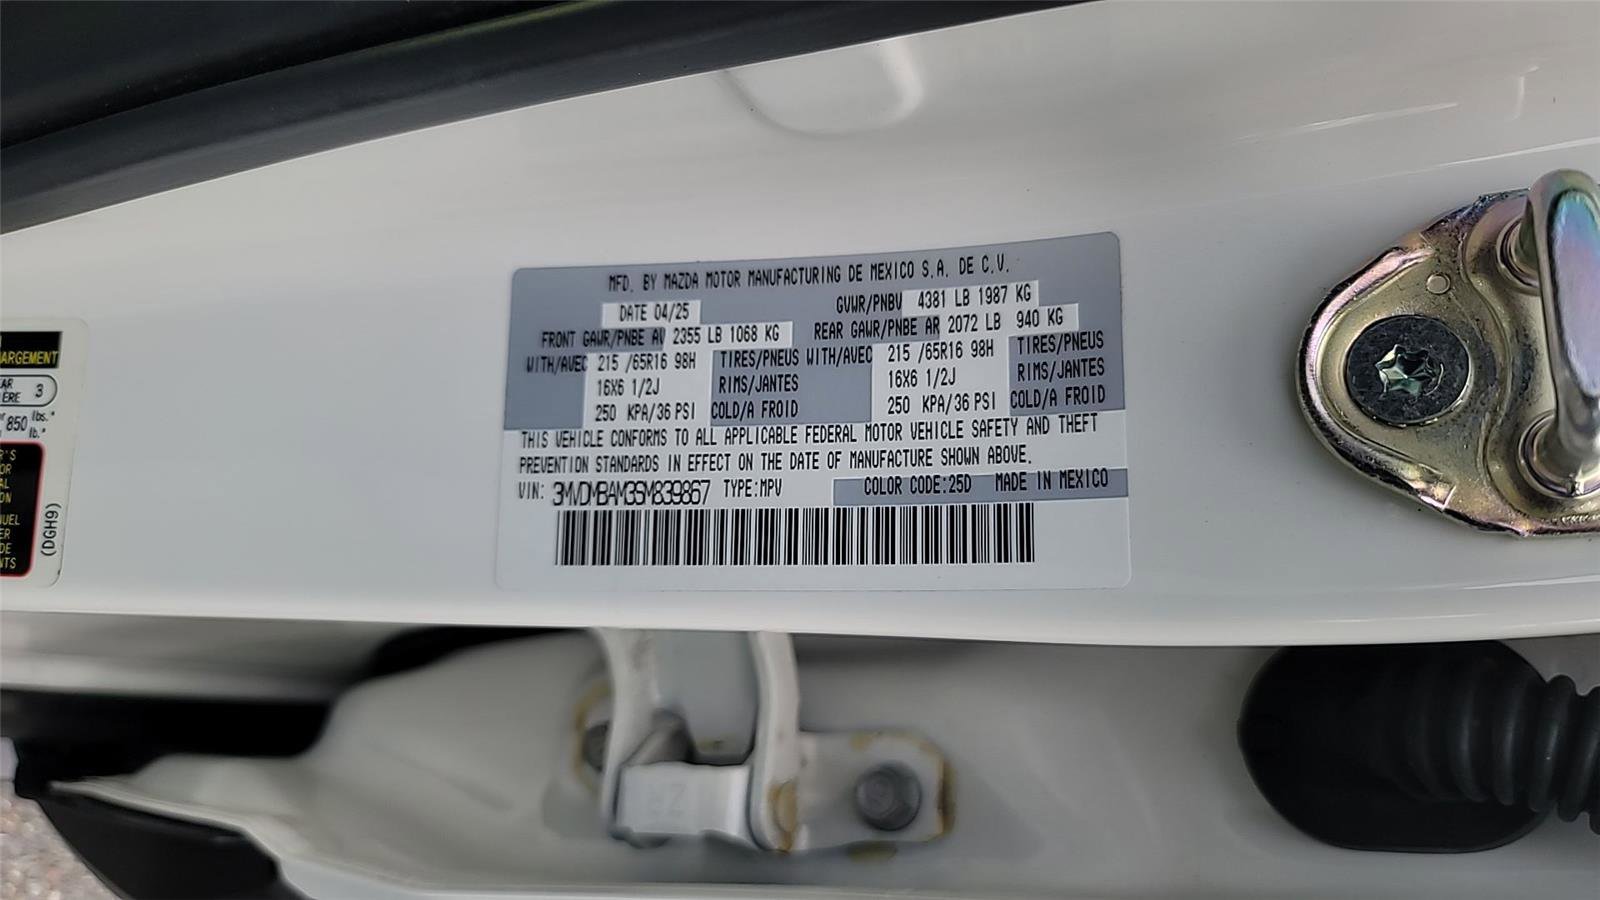 MFD. BY MAZDA MOTOR MANUFACTURING DE MEXICO S.A. DE C.V.
DATE 04/25 GVWR/PNBV 4381 LB 1987 KG
FRONT GAWR/PNBE AV 2355 LB 1068 KG REAR GAWR/PNBE AR 2072 LB 940 KG
WITH/AVEC 215 /65R16 98H TIRES/PNEUS WITH/AVEC 215 /65R16 98H TIRES/PNEUS
16X6 1/2J RIMS/JANTES 16X6 1/2J RIMS/JANTES
250 KPA/36 PSI COLD/A FROID 250 KPA/36 PSI COLD/A FROID
THIS VEHICLE CONFORMS TO ALL APPLICABLE FEDERAL MOTOR VEHICLE SAFETY AND THEFT
PREVENTION STANDARDS IN EFFECT ON THE DATE OF MANUFACTURE SHOWN ABOVE.
VIN: 3MVDMBAM3SM839867 TYPE:MPV COLOR CODE:25D MADE IN MEXICO
3
850 lbs.*
lb.*
(DGH9)